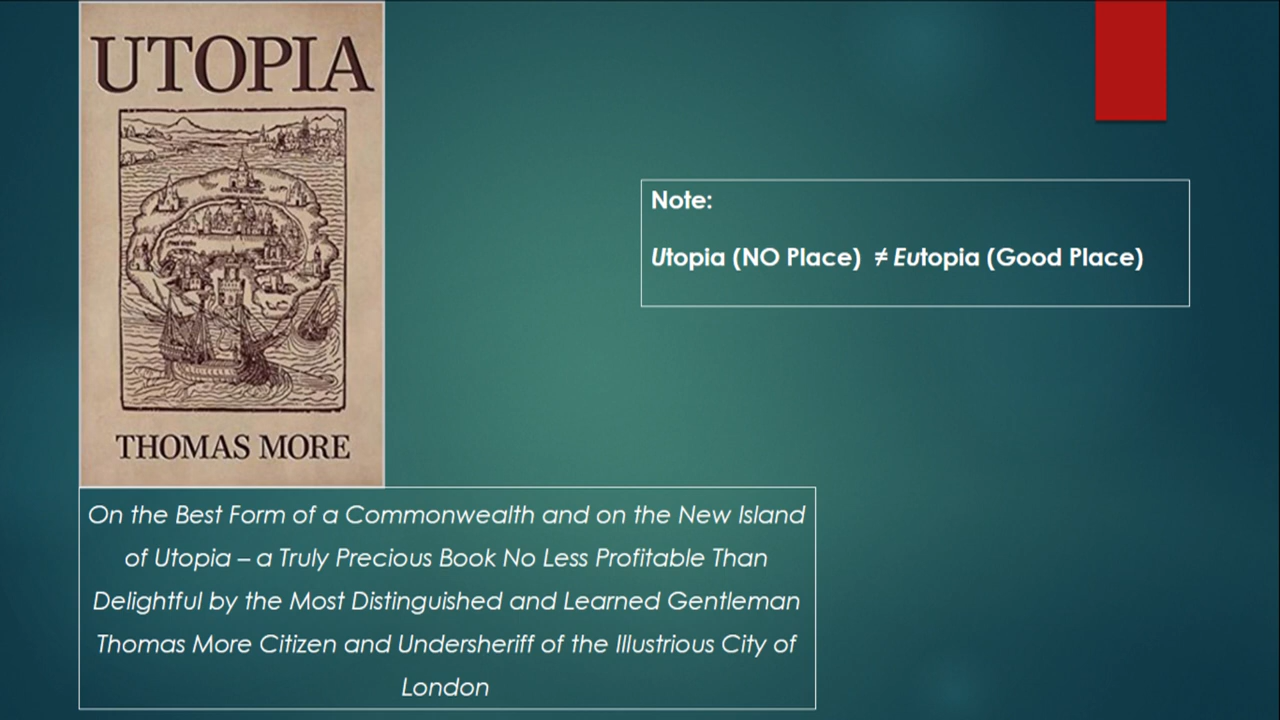 UTOPIA
THOMAS MORE
Note:
Utopia (NO Place) ≠ Eutopia (Good Place)
On the Best Form of a Commonwealth and on the New Island
of Utopia – a Truly Precious Book No Less Profitable Than
Delightful by the Most Distinguished and Learned Gentleman
Thomas More Citizen and Undersheriff of the Illustrious City of
London